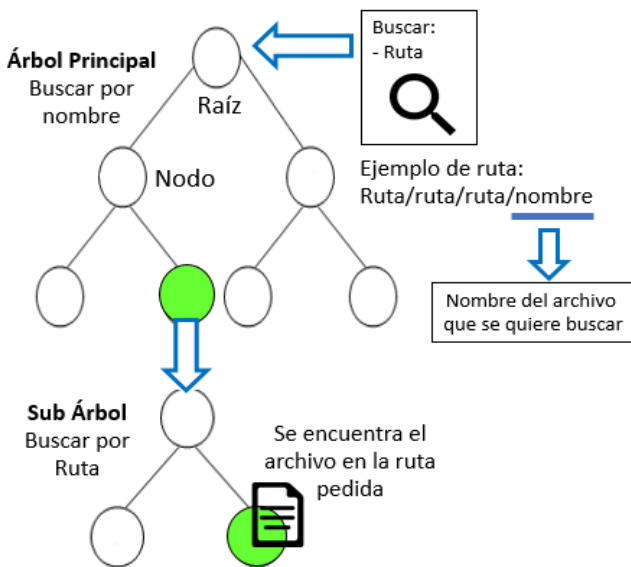 Árbol Principal
Buscar por
nombre
Raíz
Buscar:
- Ruta
Nodo
Ejemplo de ruta:
Ruta/ruta/ruta/nombre
Nombre del archivo
que se quiere buscar
Sub Árbol
Buscar por
Ruta
Se encuentra el
archivo en la ruta
pedida